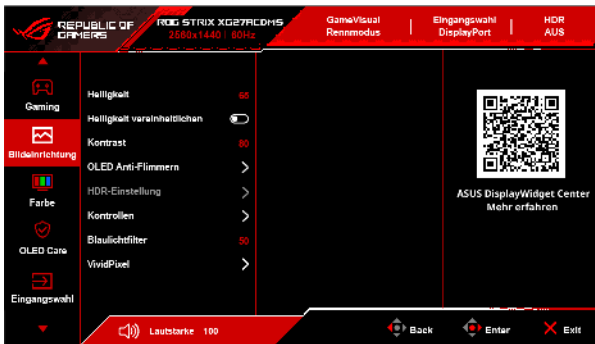 REPUBLIC OF
GAMERS
ROG STRIX XG27ACDMS
2560x1440 | 60Hz
GameVisual
Rennmodus
Eingangswahl
DisplayPort
HDR
AUS
Gaming
Bildeinrichtung
Farbe
OLED Care
Eingangswahl
Helligkeit 65
Helligkeit vereinheitlichen
Kontrast 80
OLED Anti-Flimmern
HDR-Einstellung
Kontrollen
Blaulichtfilter 50
VividPixel
ASUS DisplayWidget Center
Mehr erfahren
Lautstärke 100
Back
Enter
Exit